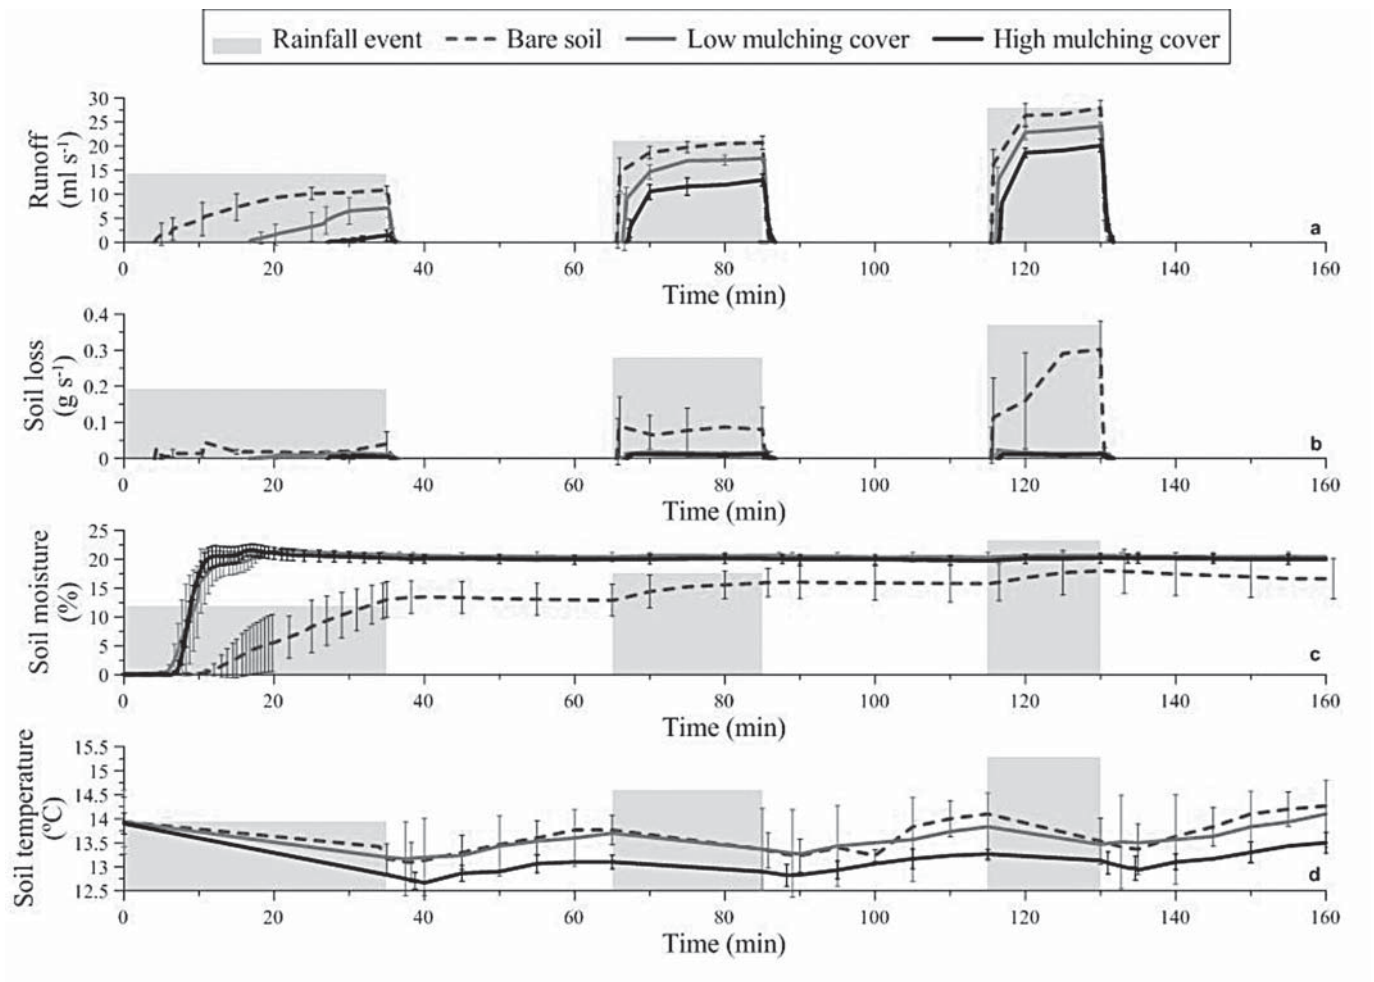 Rainfall event Bare soil Low mulching cover High mulching cover
Runoff
(ml s⁻¹)
30
25
20
15
10
5
0
a
0 20 40 60 80 100 120 140 160
Time (min)
Soil loss
(g s⁻¹)
0.4
0.3
0.2
0.1
0
b
0 20 40 60 80 100 120 140 160
Time (min)
Soil moisture
(%)
25
20
15
10
5
0
c
0 20 40 60 80 100 120 140 160
Time (min)
Soil temperature
(ºC)
15.5
15
14.5
14
13.5
13
12.5
d
0 20 40 60 80 100 120 140 160
Time (min)